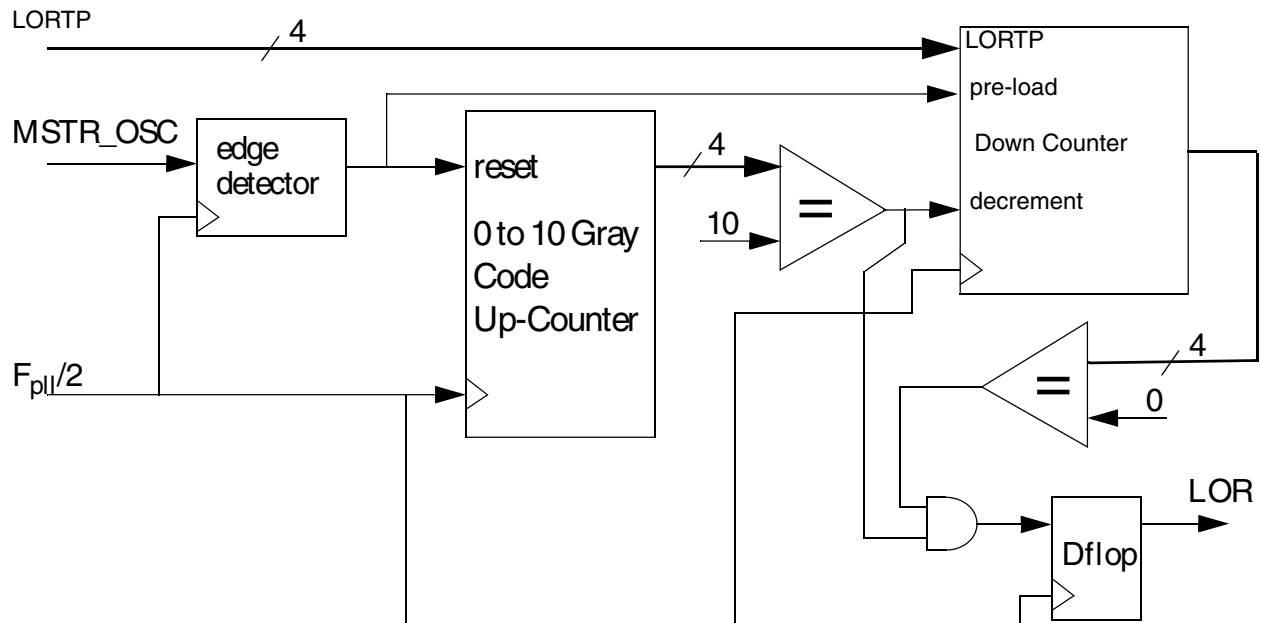 LORTP
4
LORTP
pre-load
MSTR_OSC
edge
detector
reset
4
Down Counter
=
decrement
10
0 to 10 Gray
Code
Up-Counter
Fpll/2
4
=
0
LOR
Dflop